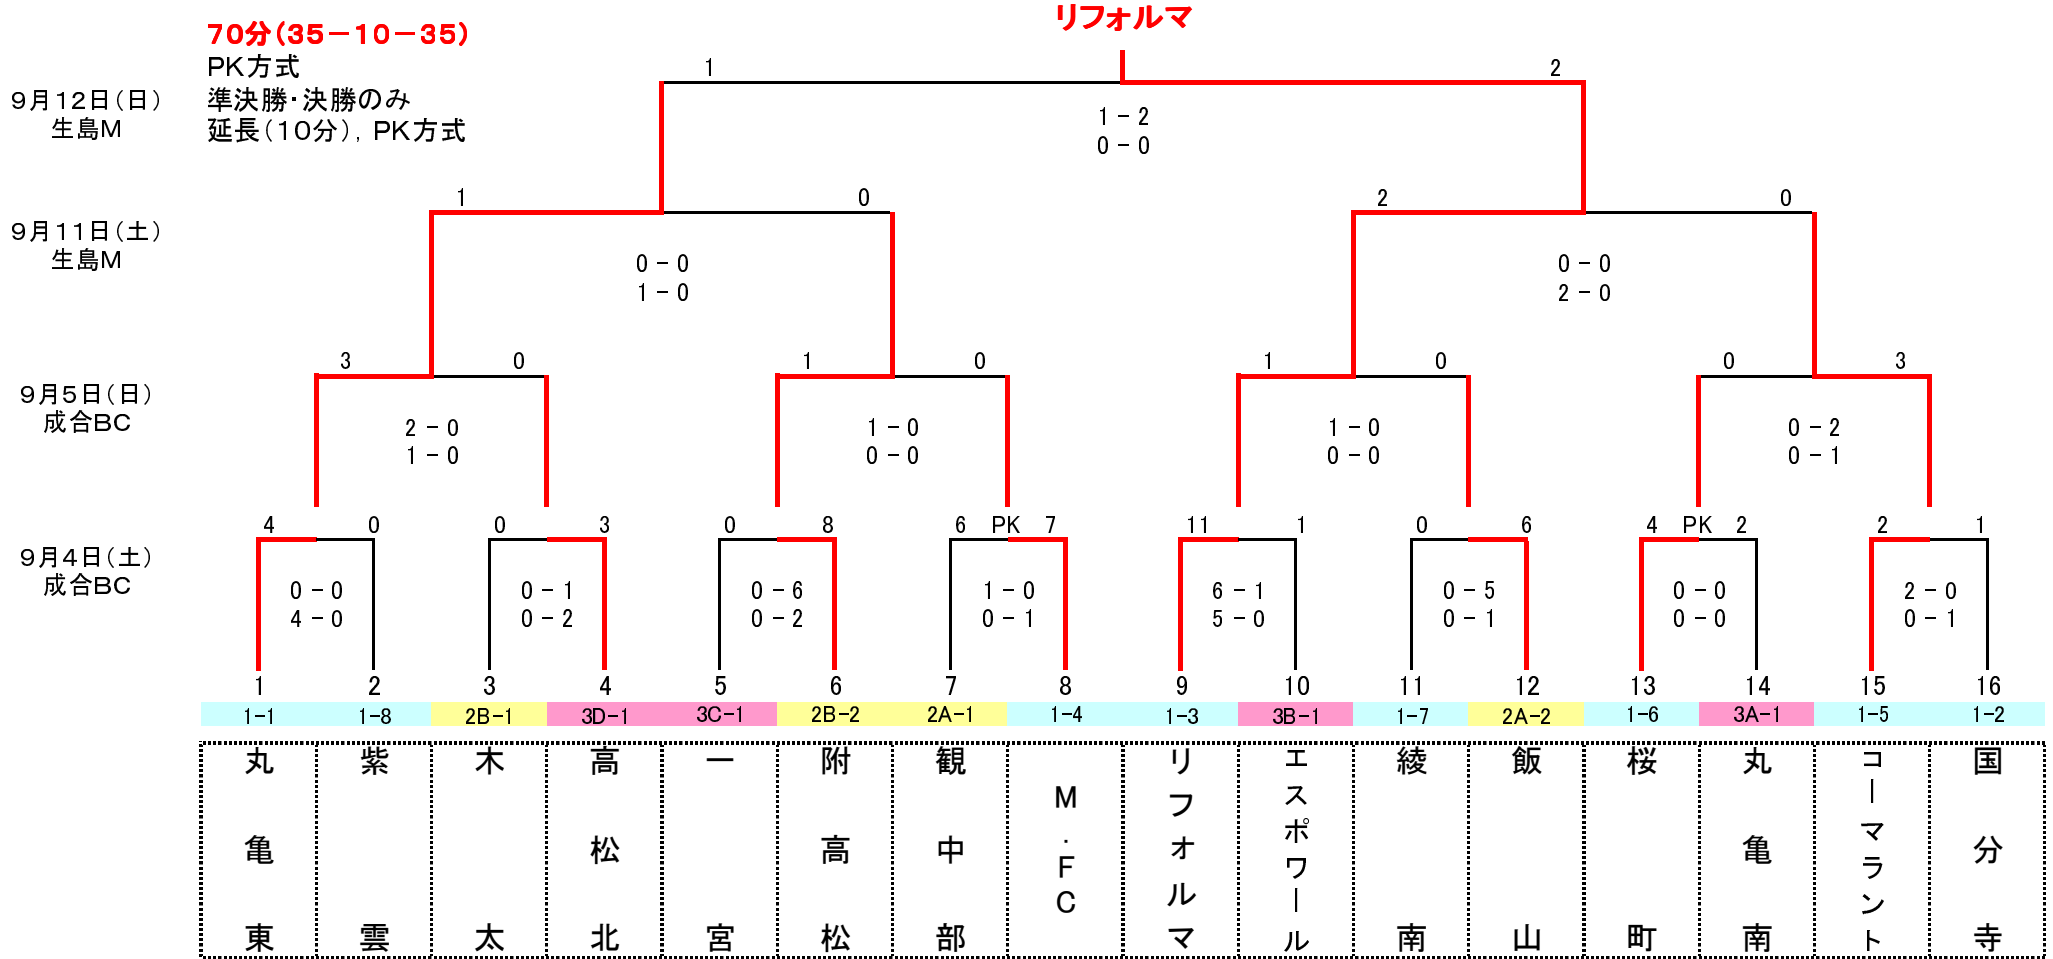 リフォルマ
70分(35－10－35)
PK方式
準決勝・決勝のみ
延長(10分), PK方式
9月12日(日)
生島M
1 2
1 － 2
0 － 0
9月11日(土)
生島M
1 0 2 0
0 － 0 0 － 0
1 － 0 2 － 0
9月5日(日)
成合BC
3 0 1 0 1 0 0 3
2 － 0 1 － 0 1 － 0 0 － 2
1 － 0 0 － 0 0 － 0 0 － 1
9月4日(土)
成合BC
4 0 0 3 0 8 6 PK 7 11 1 0 6 4 PK 2 2 1
0 － 0 0 － 1 0 － 6 1 － 0 6 － 1 0 － 5 0 － 0 2 － 0
4 － 0 0 － 2 0 － 2 0 － 1 5 － 0 0 － 1 0 － 0 0 － 1
1 2 3 4 5 6 7 8 9 10 11 12 13 14 15 16
1−1 1−8 2B−1 3D−1 3C−1 2B−2 2A−1 1−4 1−3 3B−1 1−7 2A−2 1−6 3A−1 1−5 1−2
丸亀東
紫雲
木太
高松北
一宮
附高松
観中部
M．FC
リフォルマ
エスポワール
綾南
飯山
桜町
丸亀南
コーマラント
国分寺